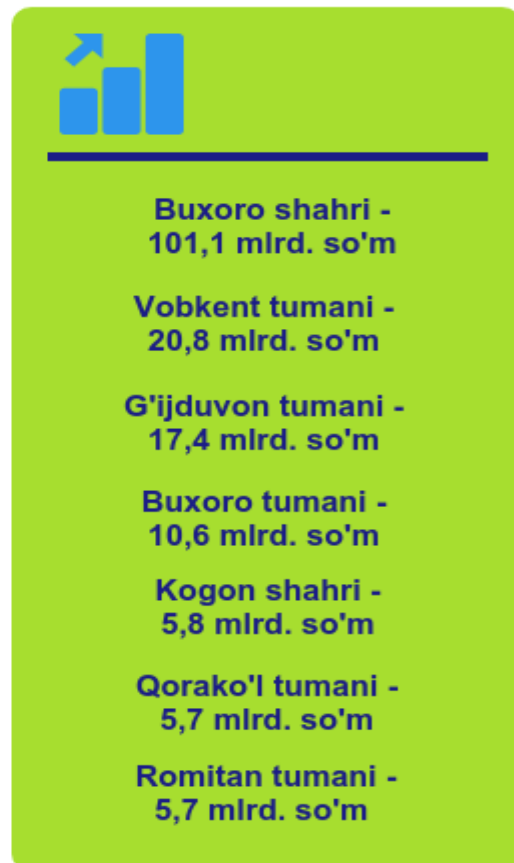 Buxoro shahri -
101,1 mlrd. so'm
Vobkent tumani -
20,8 mlrd. so'm
G'ijduvon tumani -
17,4 mlrd. so'm
Buxoro tumani -
10,6 mlrd. so'm
Kogon shahri -
5,8 mlrd. so'm
Qorako'l tumani -
5,7 mlrd. so'm
Romitan tumani -
5,7 mlrd. so'm